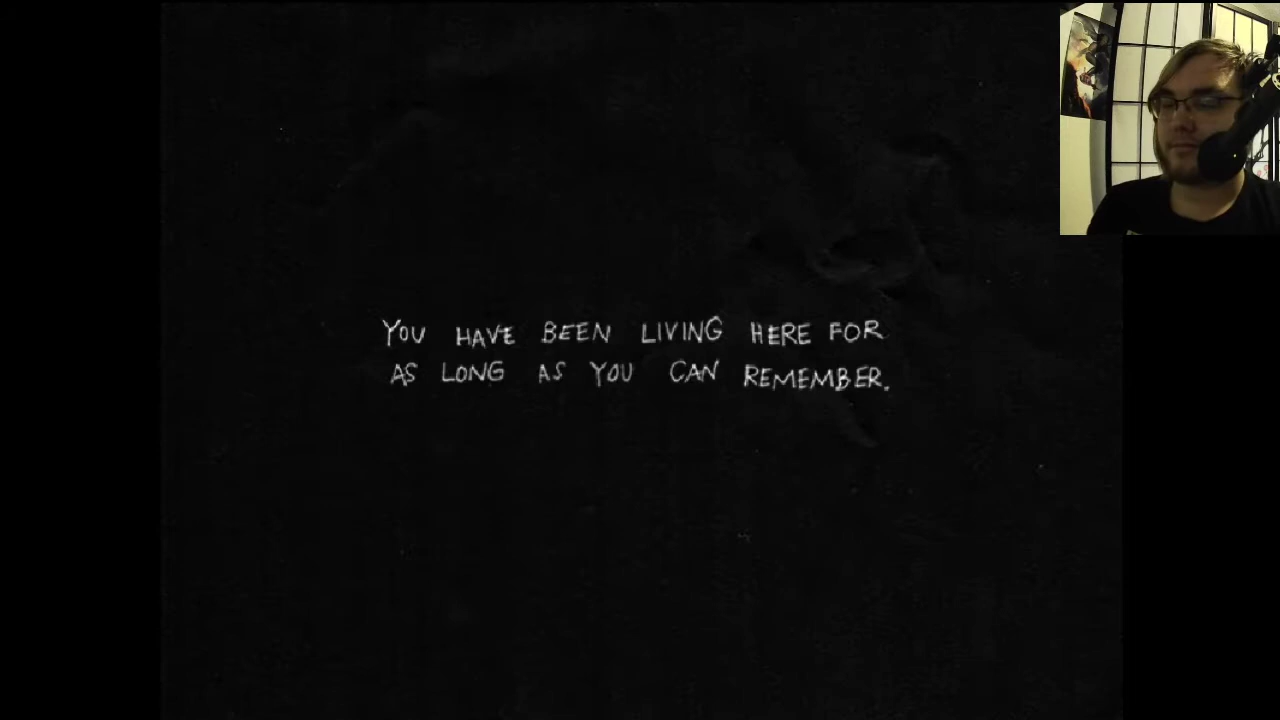 YOU HAVE BEEN LIVING HERE FOR
AS LONG AS YOU CAN REMEMBER.